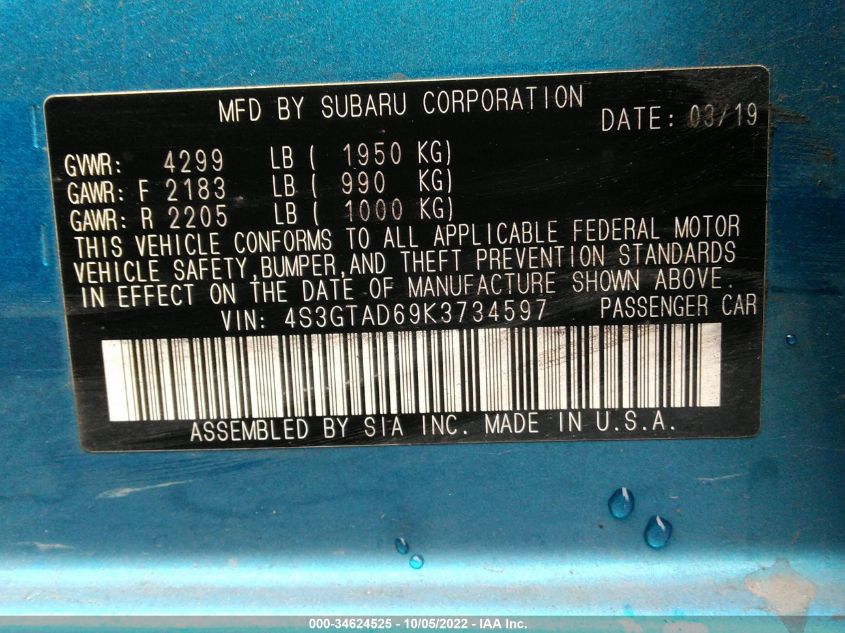 MFD BY SUBARU CORPORATION
DATE: 03/19
GVWR: 4299 LB ( 1950 KG)
GAWR: F 2183 LB ( 990 KG)
GAWR: R 2205 LB ( 1000 KG)
THIS VEHICLE CONFORMS TO ALL APPLICABLE FEDERAL MOTOR
VEHICLE SAFETY,BUMPER,AND THEFT PREVENTION STANDARDS
IN EFFECT ON THE DATE OF MANUFACTURE SHOWN ABOVE.
VIN: 4S3GTAD69K3734597 PASSENGER CAR
ASSEMBLED BY SIA INC. MADE IN U.S.A.
000-34624525 - 10/05/2022 - IAA Inc.